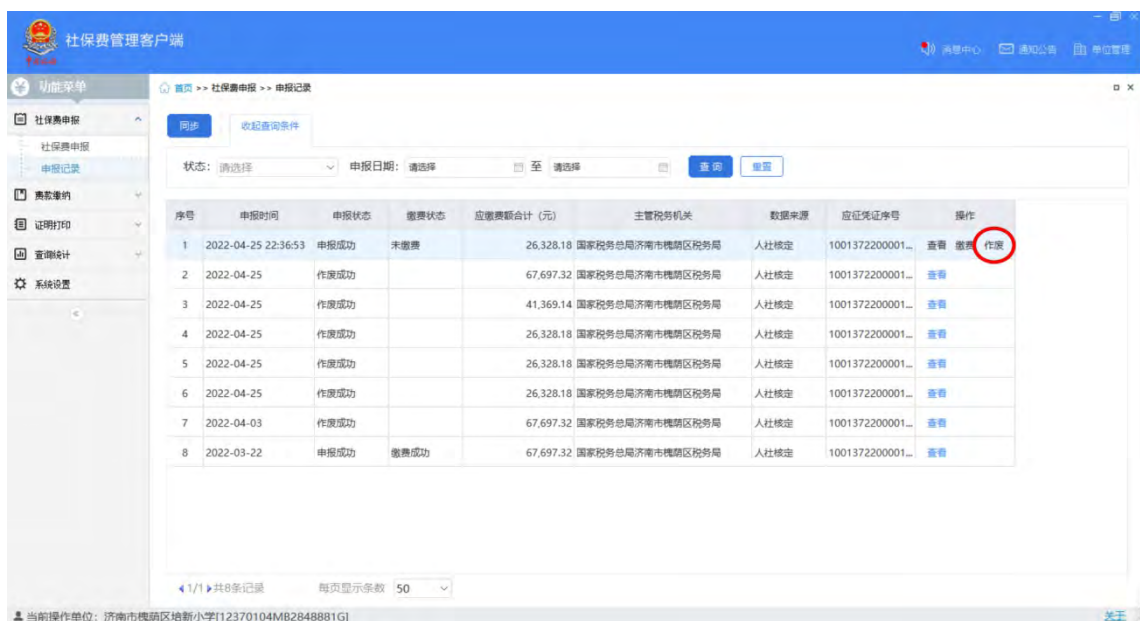 社保费管理客户端
消息中心 通知公告 单位管理
功能菜单
首页 >> 社保费申报 >> 申报记录
社保费申报
社保费申报
申报记录
费款缴纳
证明打印
查询统计
系统设置
同步 收起查询条件
状态： 请选择 申报日期： 请选择 至 请选择 查询 重置
序号 申报时间 申报状态 缴费状态 应缴费额合计（元） 主管税务机关 数据来源 应征凭证序号 操作
1 2022-04-25 22:36:53 申报成功 未缴费 26,328.18 国家税务总局济南市槐荫区税务局 人社核定 1001372200001... 查看 缴费 作废
2 2022-04-25 作废成功 67,697.32 国家税务总局济南市槐荫区税务局 人社核定 1001372200001... 查看
3 2022-04-25 作废成功 41,369.14 国家税务总局济南市槐荫区税务局 人社核定 1001372200001... 查看
4 2022-04-25 作废成功 26,328.18 国家税务总局济南市槐荫区税务局 人社核定 1001372200001... 查看
5 2022-04-25 作废成功 26,328.18 国家税务总局济南市槐荫区税务局 人社核定 1001372200001... 查看
6 2022-04-25 作废成功 26,328.18 国家税务总局济南市槐荫区税务局 人社核定 1001372200001... 查看
7 2022-04-03 作废成功 67,697.32 国家税务总局济南市槐荫区税务局 人社核定 1001372200001... 查看
8 2022-03-22 申报成功 缴费成功 67,697.32 国家税务总局济南市槐荫区税务局 人社核定 1001372200001... 查看
1/1 共8条记录 每页显示条数 50
当前操作单位：济南市槐荫区培新小学[12370104MB2848881G] 关于